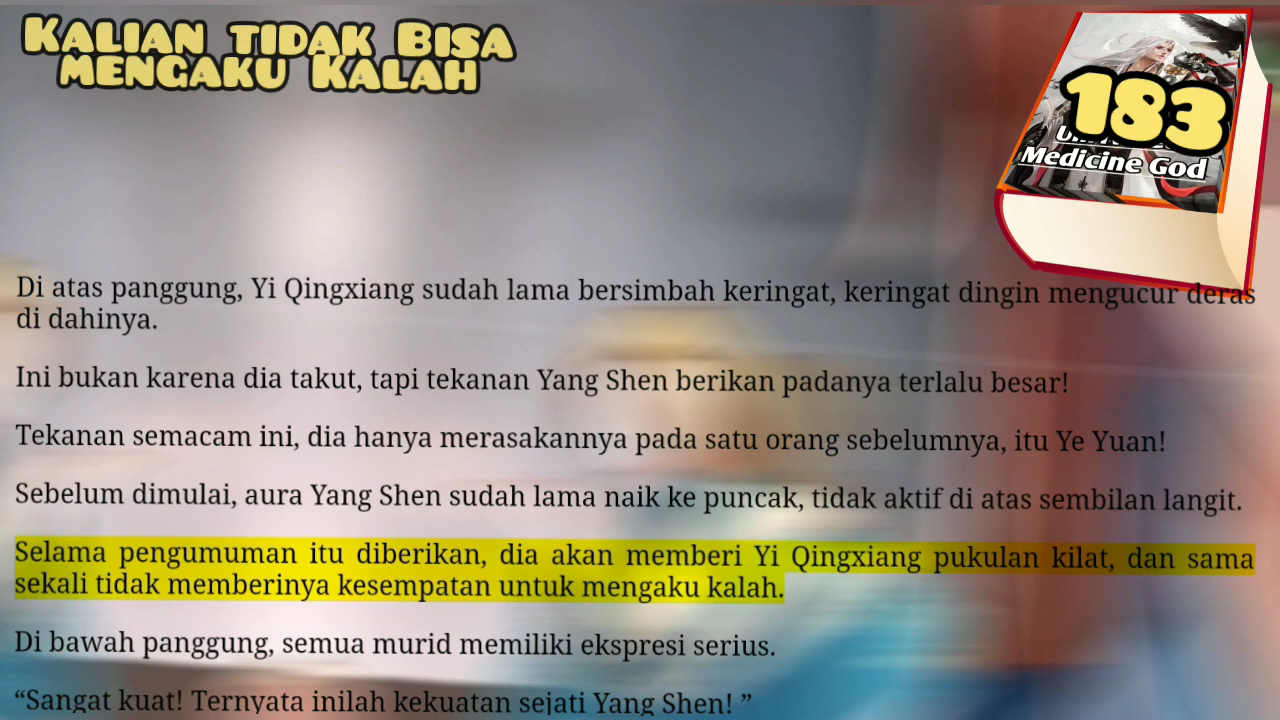 Kalian tidak Bisa
mengaku Kalah
183
Medicine God
Di atas panggung, Yi Qingxiang sudah lama bersimbah keringat, keringat dingin mengucur deras
di dahinya.
Ini bukan karena dia takut, tapi tekanan Yang Shen berikan padanya terlalu besar!
Tekanan semacam ini, dia hanya merasakannya pada satu orang sebelumnya, itu Ye Yuan!
Sebelum dimulai, aura Yang Shen sudah lama naik ke puncak, tidak aktif di atas sembilan langit.
Selama pengumuman itu diberikan, dia akan memberi Yi Qingxiang pukulan kilat, dan sama
sekali tidak memberinya kesempatan untuk mengaku kalah.
Di bawah panggung, semua murid memiliki ekspresi serius.
“Sangat kuat! Ternyata inilah kekuatan sejati Yang Shen! ”